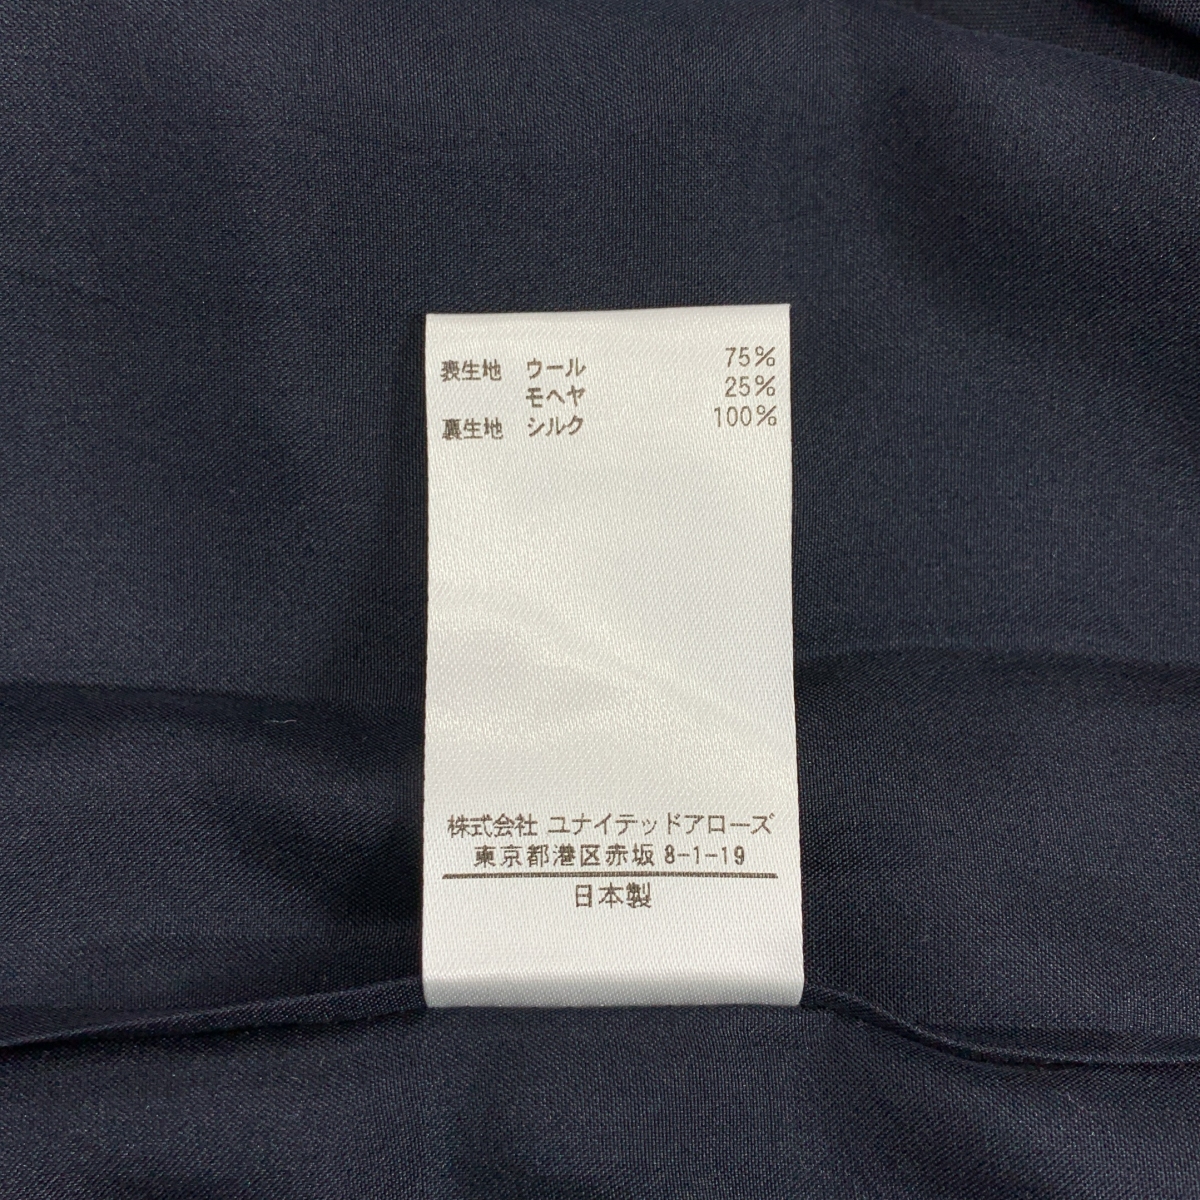 表生地 ウール 75%
モヘヤ 25%
裏生地 シルク 100%
株式会社 ユナイテッドアローズ
東京都港区赤坂 8-1-19
日本製